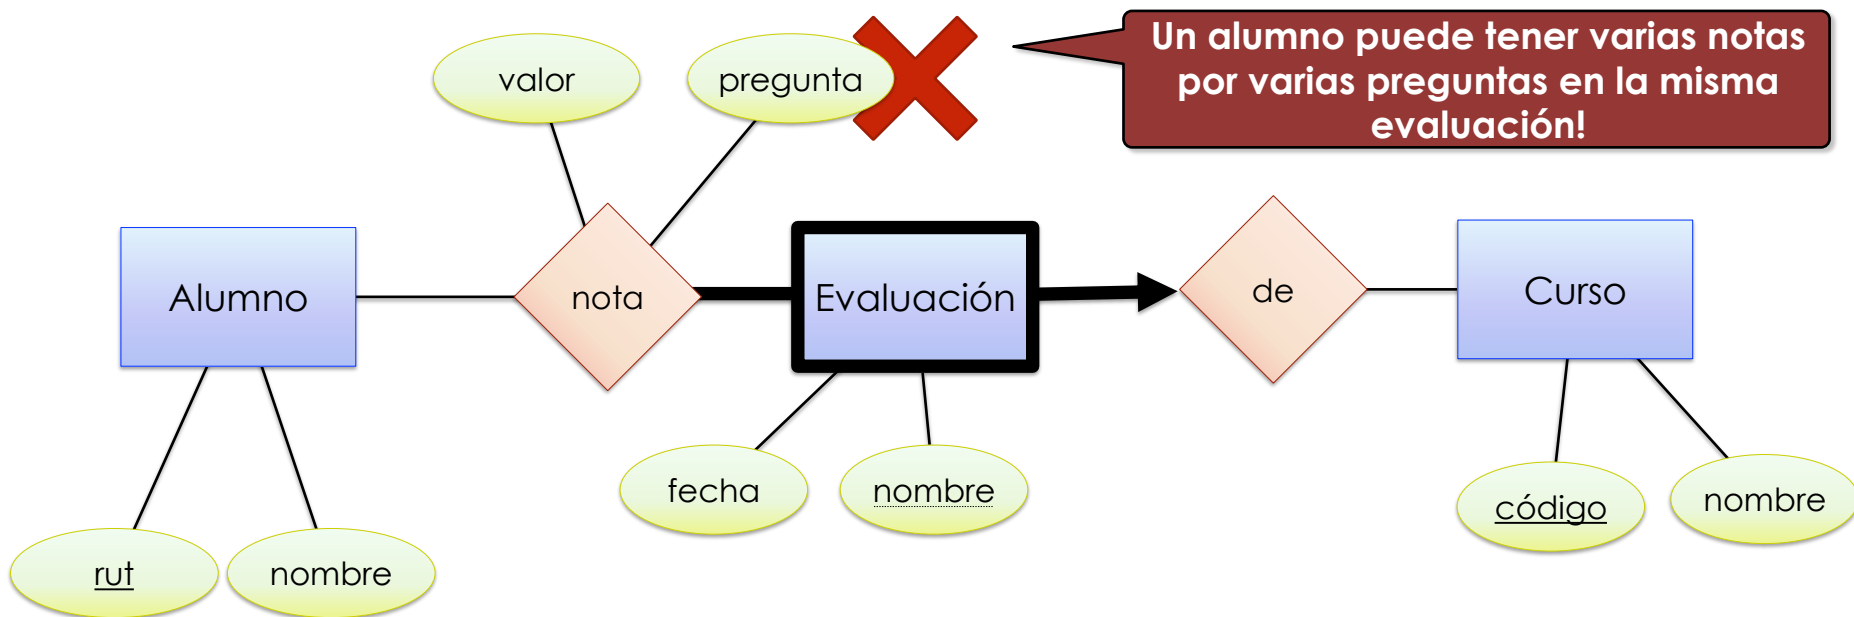 valor
pregunta
Un alumno puede tener varias notas
por varias preguntas en la misma
evaluación!
Alumno
nota
Evaluación
de
Curso
fecha
nombre
código
nombre
rut
nombre